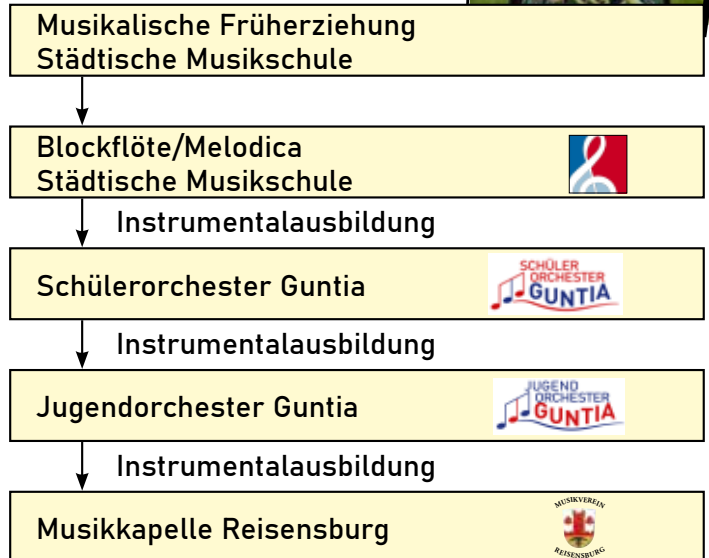 Musikalische Früherziehung
Städtische Musikschule
Blockflöte/Melodica
Städtische Musikschule
Instrumentalausbildung
Schülerorchester Guntia
SCHÜLER
ORCHESTER
GUNTIA
Instrumentalausbildung
Jugendorchester Guntia
JUGEND
ORCHESTER
GUNTIA
Instrumentalausbildung
Musikkapelle Reisensburg
MUSIKVEREIN
REISENSBURG